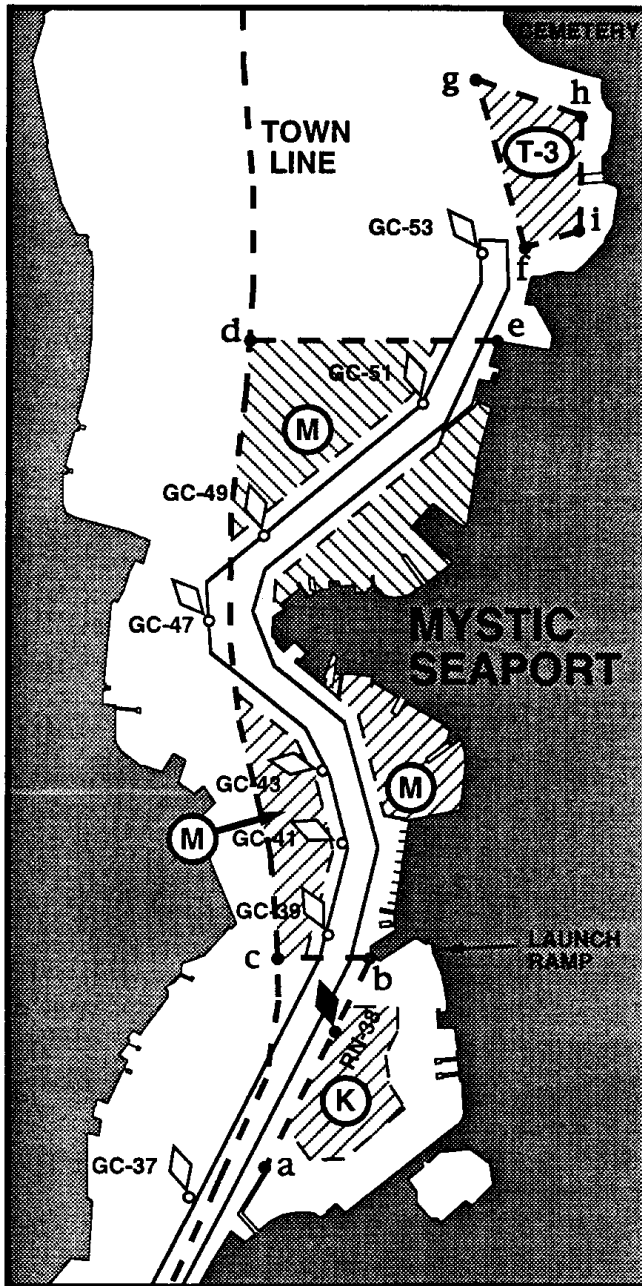 CEMETERY
g
h
TOWN
LINE
T-3
GC-53
i
f
d
e
GC-51
M
GC-49
GC-47
MYSTIC
SEAPORT
GC-43
M
M
GC-41
GC-39
c
b
LAUNCH
RAMP
RN-38
K
GC-37
a